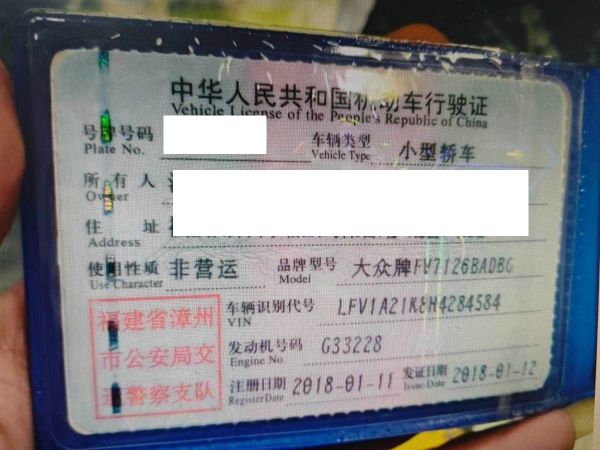 中华人民共和国机动车行驶证
Vehicle License of the People's Republic of China
号牌号码
Plate No.
车辆类型 小型轿车
Vehicle Type
所有人
Owner
住址
Address
使用性质 非营运 品牌型号 大众牌FV7126BADBG
Use Character Model
福建省漳州
市公安局交
通警察支队
车辆识别代号 LFV1A21K8H4284584
VIN
发动机号码 G33228
Engine No.
注册日期 2018-01-11 发证日期 2018-01-12
Register Date Issue Date